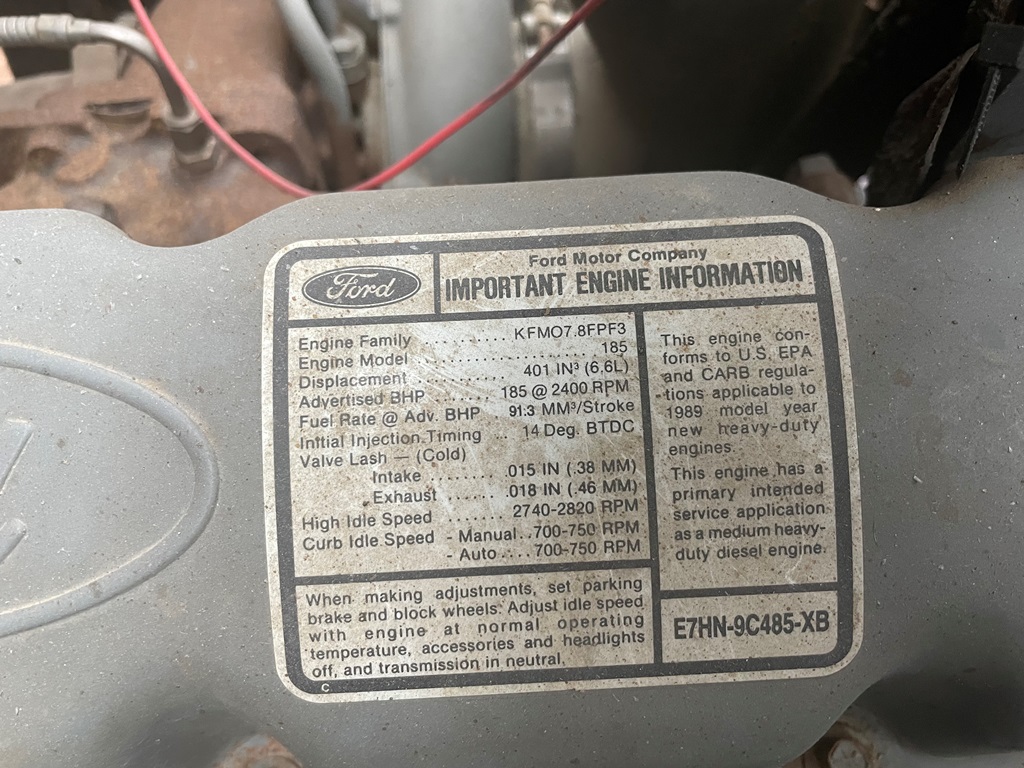 Ford
Ford Motor Company
IMPORTANT ENGINE INFORMATION
Engine Family ........... KFMO7.8FPF3
Engine Model ........................ 185
Displacement ............. 401 IN³ (6.6L)
Advertised BHP ....... 185 @ 2400 RPM
Fuel Rate @ Adv. BHP 91.3 MM³/Stroke
Initial Injection Timing .. 14 Deg. BTDC
Valve Lash — (Cold)
Intake ........ .015 IN (.38 MM)
Exhaust ...... .018 IN (.46 MM)
High Idle Speed ....... 2740-2820 RPM
Curb Idle Speed - Manual..700-750 RPM
- Auto ....700-750 RPM
This engine con-
forms to U.S. EPA
and CARB regula-
tions applicable to
1989 model year
new heavy-duty
engines.
This engine has a
primary intended
service application
as a medium heavy-
duty diesel engine.
When making adjustments, set parking
brake and block wheels. Adjust idle speed
with engine at normal operating
temperature, accessories and headlights
off, and transmission in neutral.
E7HN-9C485-XB
C